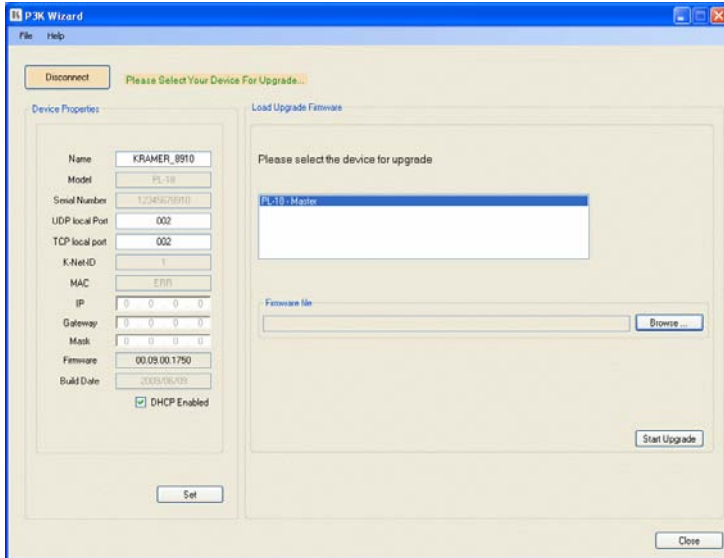 P3K Wizard
File Help
Disconnect Please Select Your Device For Upgrade...
Device Properties
Name KRAMER_8910
Model PL-18
Serial Number 12345678910
UDP local Port 002
TCP local port 002
K-Net-ID 1
MAC ERR
IP 0 . 0 . 0 . 0
Gateway 0 . 0 . 0 . 0
Mask 0 . 0 . 0 . 0
Firmware 00.09.00.1750
Build Date 2009/06/09
DHCP Enabled
Set
Load Upgrade Firmware
Please select the device for upgrade
PL-18 - Master
Firmware file
Browse ...
Start Upgrade
Close